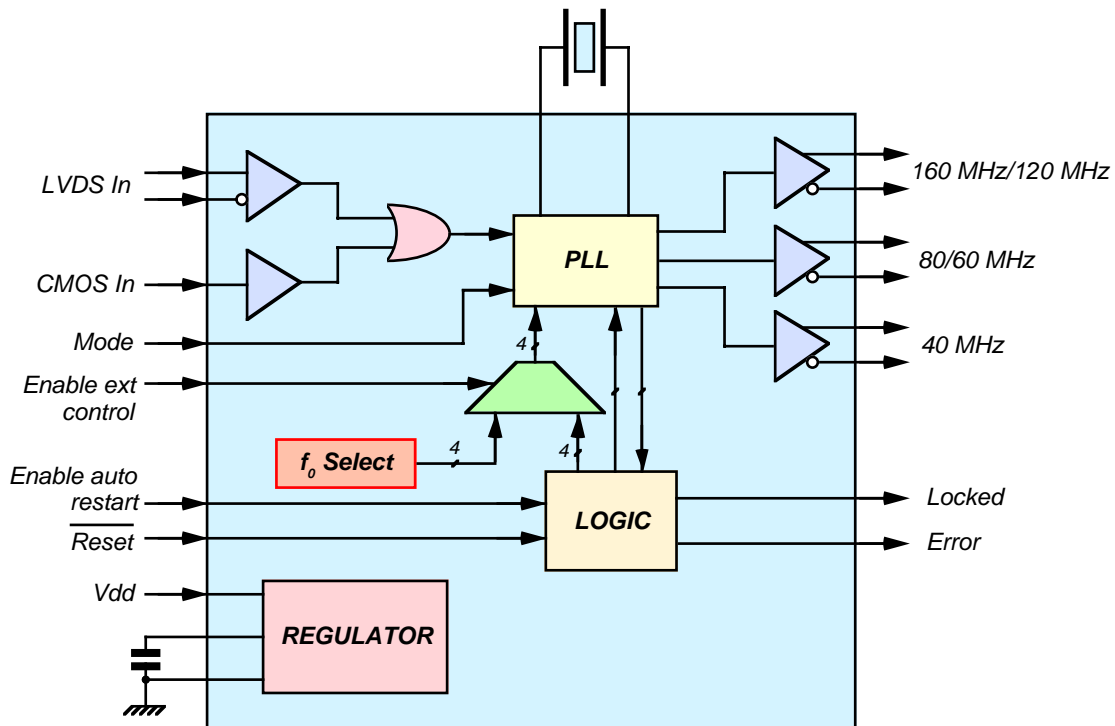 LVDS In
160 MHz/120 MHz
CMOS In
PLL
80/60 MHz
Mode
4
40 MHz
Enable ext
control
4
4
f0 Select
Enable auto
restart
LOGIC
Locked
Reset
Error
Vdd
REGULATOR